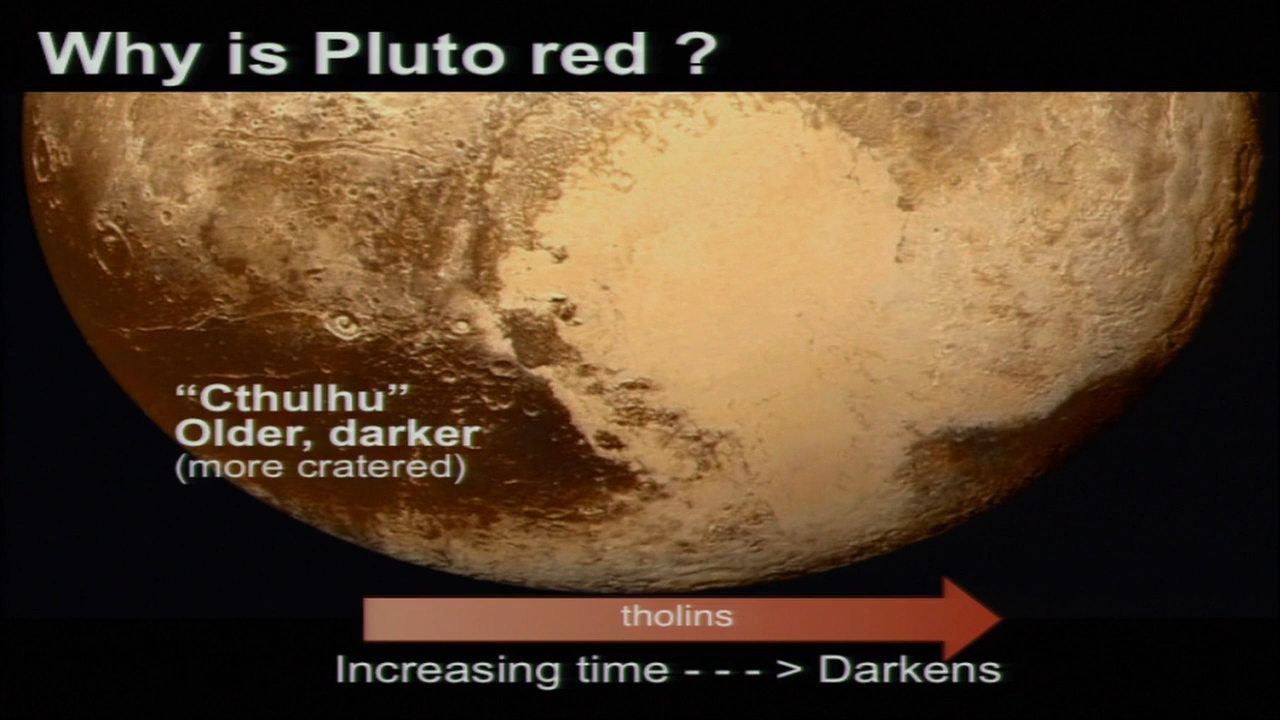 Why is Pluto red ?
“Cthulhu”
Older, darker
(more cratered)
tholins
Increasing time - - - > Darkens